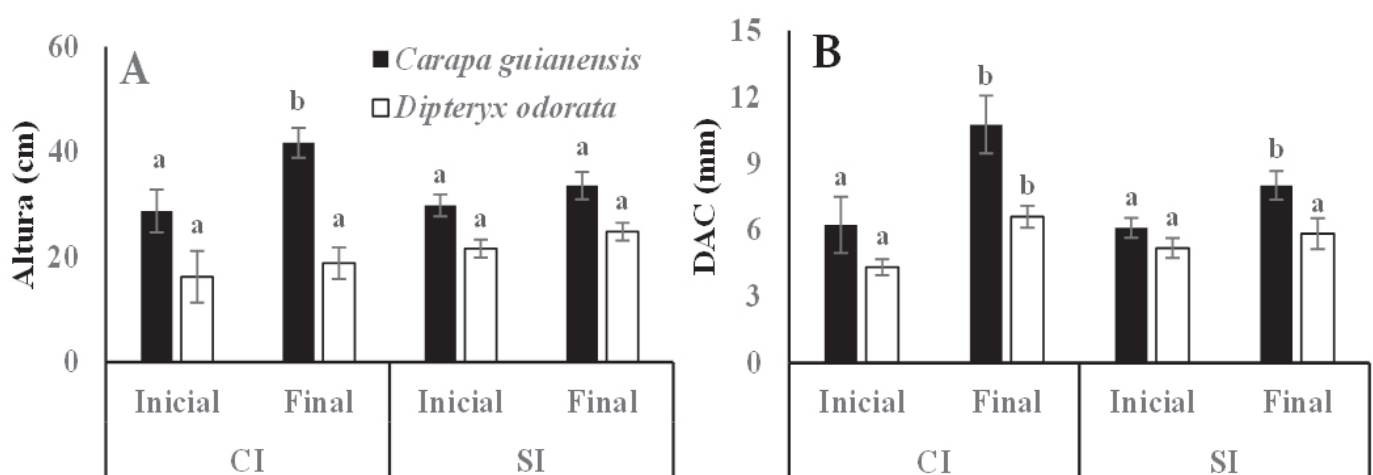 A
Altura (cm)
60
40
20
0
Carapa guianensis
Dipteryx odorata
a
a
b
a
a
a
a
a
Inicial
Final
Inicial
Final
CI
SI
B
DAC (mm)
15
12
9
6
3
0
a
a
b
b
a
a
b
a
Inicial
Final
Inicial
Final
CI
SI